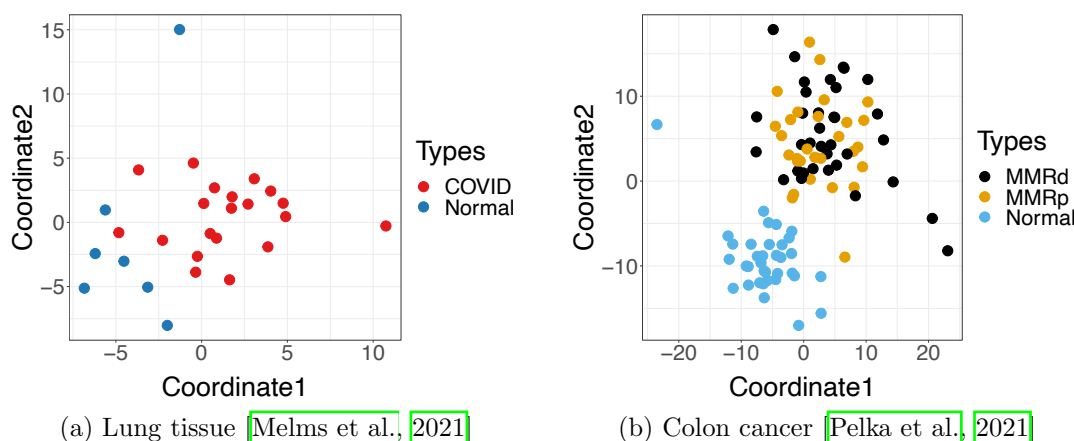 15
10
5
0
−5
Coordinate2
−5
0
5
10
Coordinate1
Types
COVID
Normal
(a) Lung tissue [Melms et al., 2021]
10
0
−10
Coordinate2
−20
−10
0
10
20
Coordinate1
Types
MMRd
MMRp
Normal
(b) Colon cancer [Pelka et al., 2021]